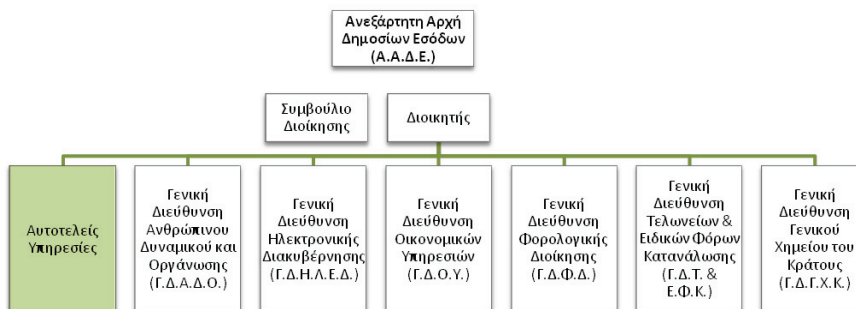 Ανεξάρτητη Αρχή
Δημοσίων Εσόδων
(Α.Α.Δ.Ε.)
Συμβούλιο
Διοίκησης
Διοικητής
Αυτοτελείς
Υπηρεσίες
Γενική
Διεύθυνση
Ανθρώπινου
Δυναμικού και
Οργάνωσης
(Γ.Δ.Α.Δ.Ο.)
Γενική
Διεύθυνση
Ηλεκτρονικής
Διακυβέρνησης
(Γ.Δ.Η.Λ.Ε.Δ.)
Γενική
Διεύθυνση
Οικονομικών
Υπηρεσιών
(Γ.Δ.Ο.Υ.)
Γενική
Διεύθυνση
Φορολογικής
Διοίκησης
(Γ.Δ.Φ.Δ.)
Γενική
Διεύθυνση
Τελωνείων &
Ειδικών Φόρων
Κατανάλωσης
(Γ.Δ.Τ. &
Ε.Φ.Κ.)
Γενική
Διεύθυνση
Γενικού
Χημείου του
Κράτους
(Γ.Δ.Γ.Χ.Κ.)